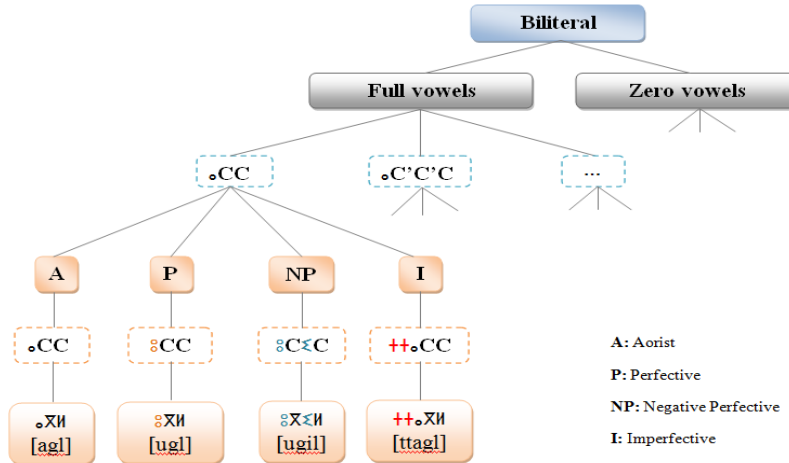 Biliteral
Full vowels
Zero vowels
ⴰCC
ⴰC’C’C
...
A
P
NP
I
ⴰCC
ⵓCC
ⵓCⵉC
ⵜⵜⴰCC
ⴰⴳⵍ
[agl]
ⵓⴳⵍ
[ugl]
ⵓⴳⵉⵍ
[ugil]
ⵜⵜⴰⴳⵍ
[ttagl]
A: Aorist
P: Perfective
NP: Negative Perfective
I: Imperfective